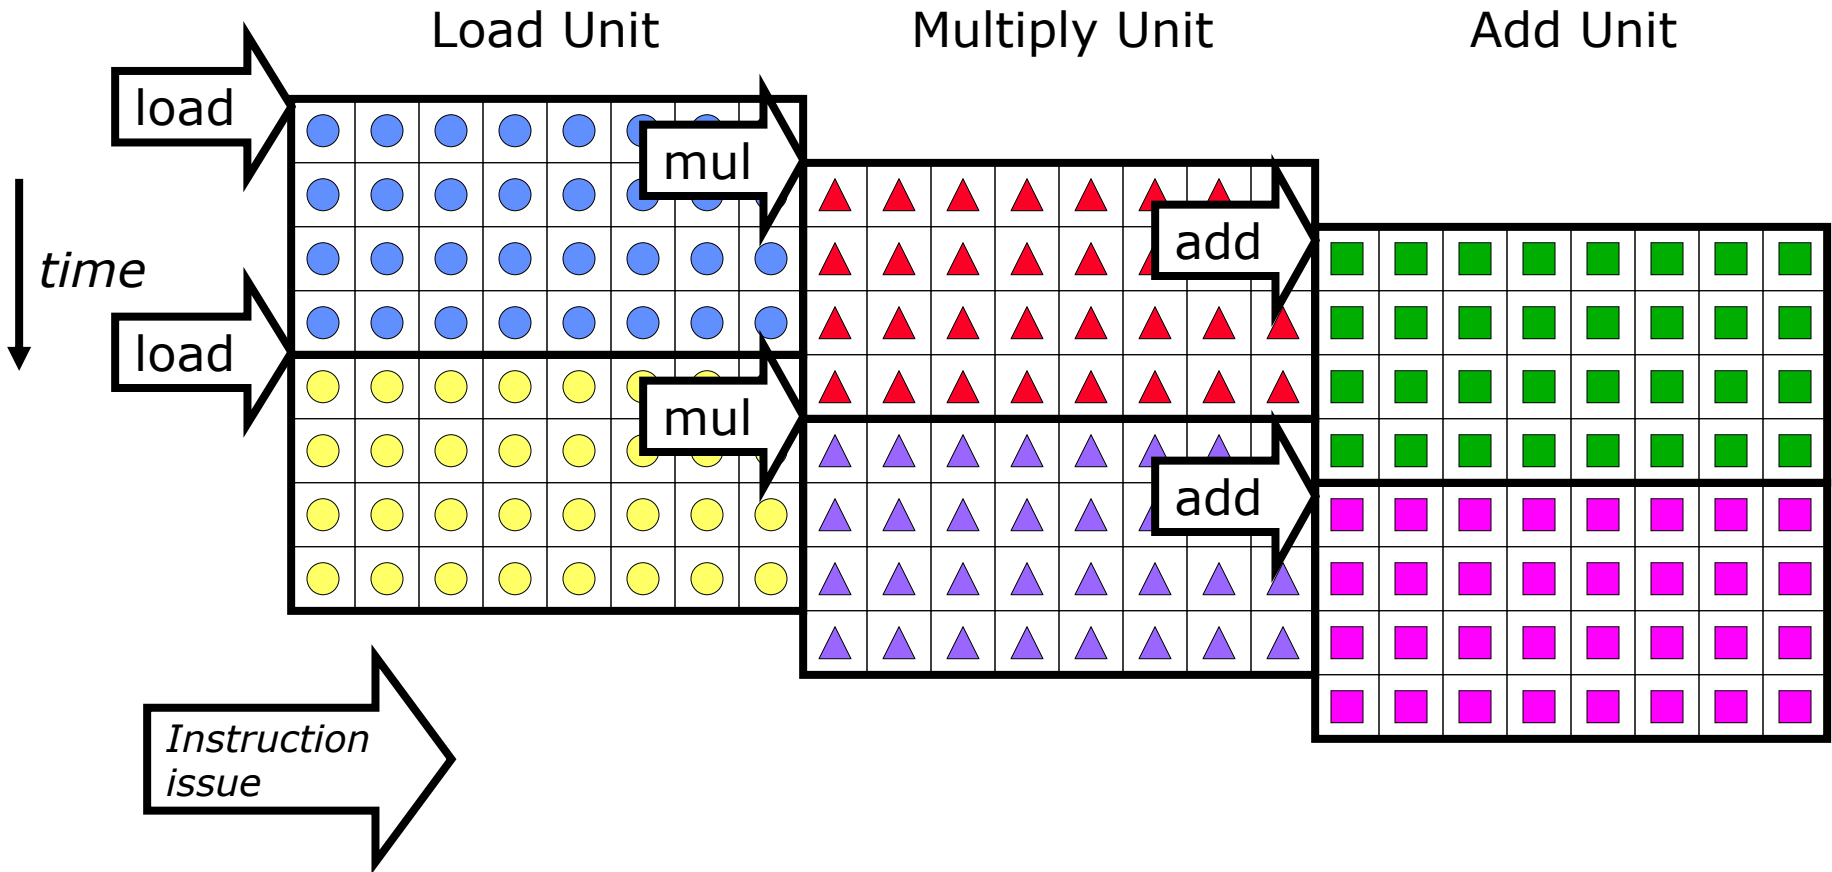 Load Unit
Multiply Unit
Add Unit
load
mul
add
time
load
mul
add
Instruction
issue